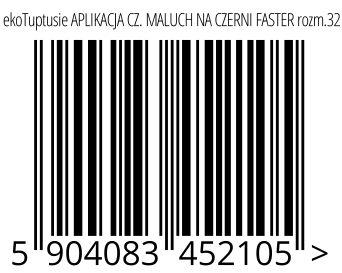 ekoTuptusie APLIKACJA CZ. MALUCH NA CZERNI FASTER rozm.32
5 904083 452105 >